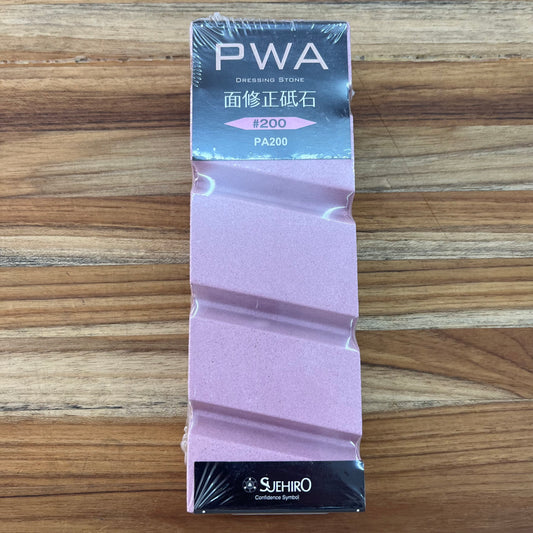 PWA
DRESSING STONE
面修正砥石
#200
PA200
SUEHIRO
Confidence Symbol